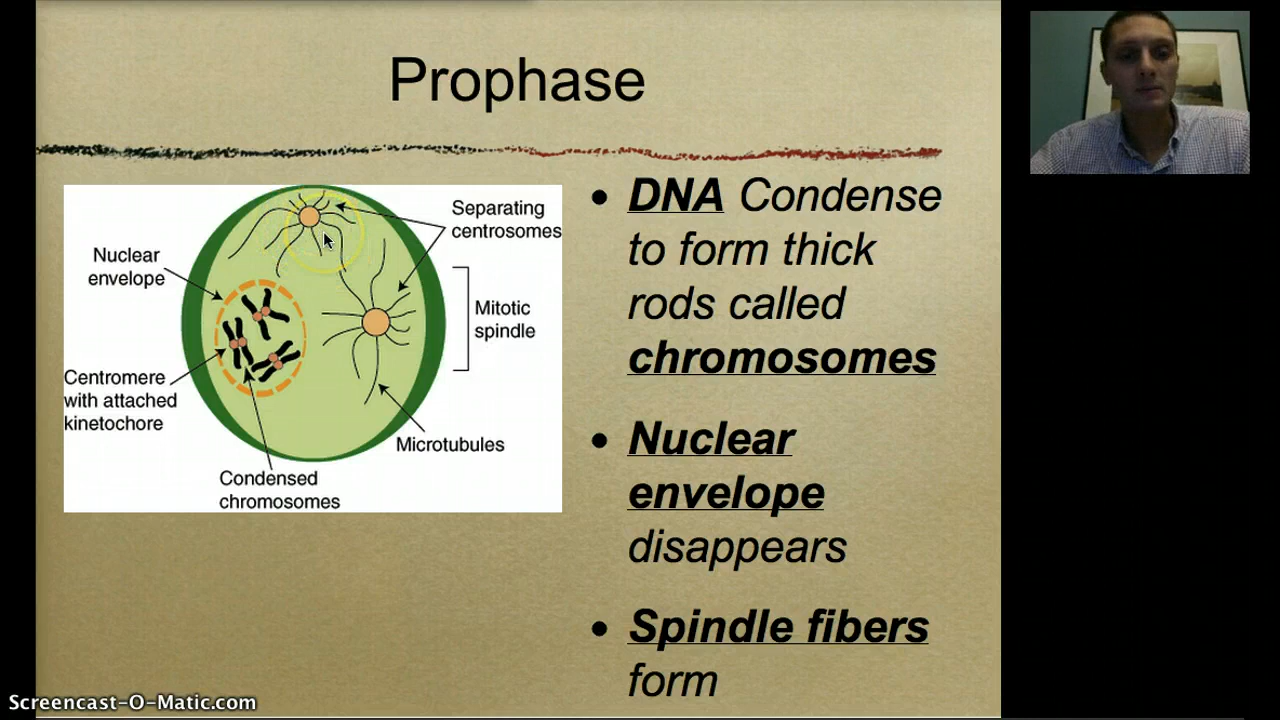 Prophase
Separating
centrosomes
Nuclear
envelope
Mitotic
spindle
Centromere
with attached
kinetochore
Microtubules
Condensed
chromosomes
• DNA Condense
to form thick
rods called
chromosomes
• Nuclear
envelope
disappears
• Spindle fibers
form
Screencast-O-Matic.com